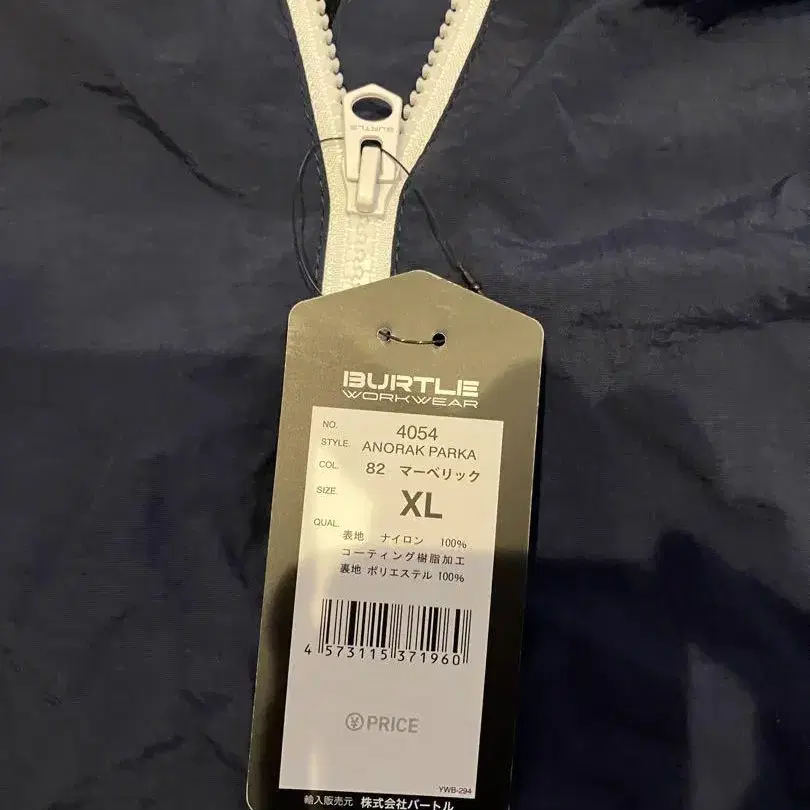 BURTLE
BURTLE
WORKWEAR
NO. 4054
STYLE. ANORAK PARKA
COL. 82 マーベリック
SIZE. XL
QUAL.
表地 ナイロン 100%
コーティング樹脂加工
裏地 ポリエステル 100%
4 573115 371960
¥ PRICE
YWB-294
輸入販売元 株式会社バートル